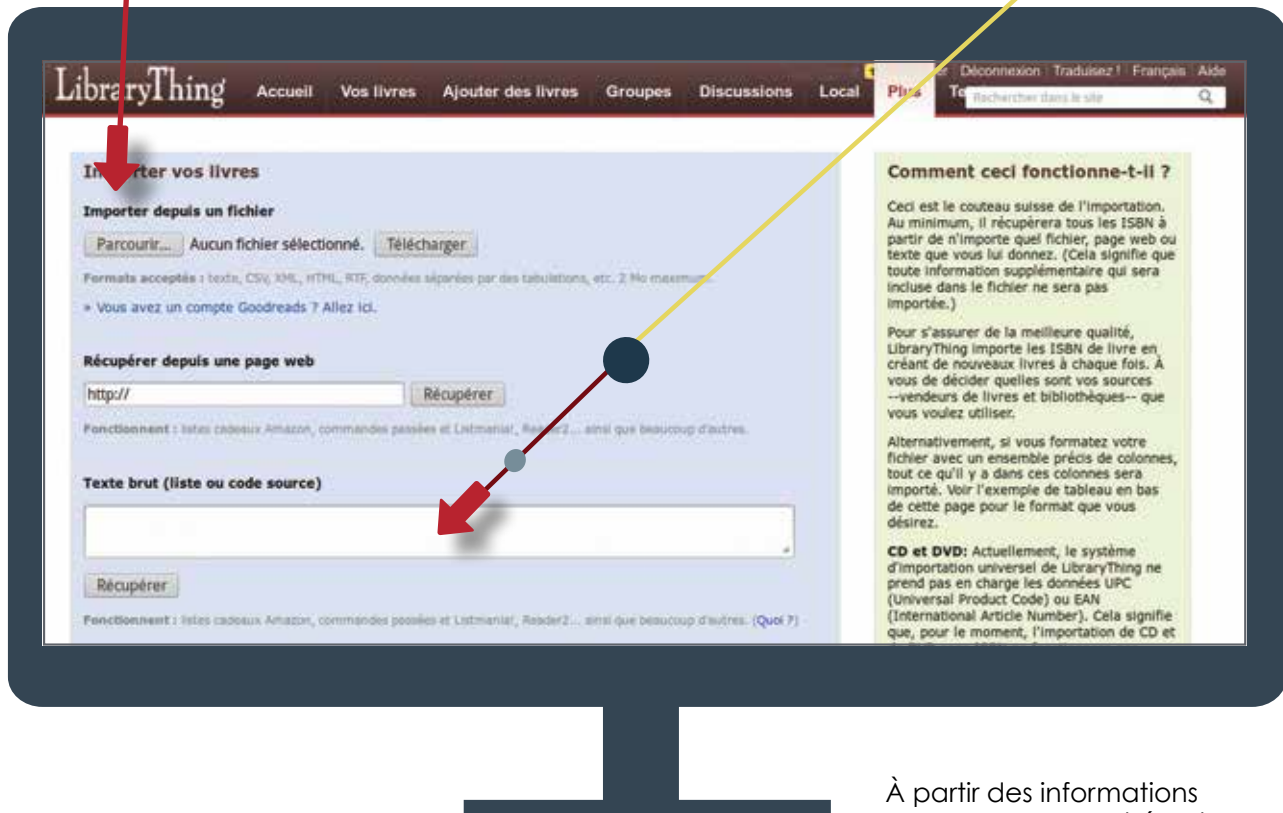 LibraryThing Accueil Vos livres Ajouter des livres Groupes Discussions Local Plus
Déconnexion Traduisez ! Français Aide
Rechercher dans le site
Importer vos livres
Importer depuis un fichier
Parcourir... Aucun fichier sélectionné. Télécharger
Formats acceptés : texte, CSV, XML, HTML, RTF, données séparées par des tabulations, etc. 2 Mo maximum.
» Vous avez un compte Goodreads ? Allez ici.
Récupérer depuis une page web
http:// Récupérer
Fonctionnent : listes cadeaux Amazon, commandes passées et Listmania!, Reader2... ainsi que beaucoup d'autres.
Texte brut (liste ou code source)
Récupérer
Fonctionnent : listes cadeaux Amazon, commandes passées et Listmania!, Reader2... ainsi que beaucoup d'autres. (Quoi ?)
Comment ceci fonctionne-t-il ?
Ceci est le couteau suisse de l'importation.
Au minimum, il récupèrera tous les ISBN à
partir de n'importe quel fichier, page web ou
texte que vous lui donnez. (Cela signifie que
toute information supplémentaire qui sera
incluse dans le fichier ne sera pas
importée.)
Pour s'assurer de la meilleure qualité,
LibraryThing importe les ISBN de livre en
créant de nouveaux livres à chaque fois. À
vous de décider quelles sont vos sources
--vendeurs de livres et bibliothèques-- que
vous voulez utiliser.
Alternativement, si vous formatez votre
fichier avec un ensemble précis de colonnes,
tout ce qu'il y a dans ces colonnes sera
importé. Voir l'exemple de tableau en bas
de cette page pour le format que vous
désirez.
CD et DVD: Actuellement, le système
d'importation universel de LibraryThing ne
prend pas en charge les données UPC
(Universal Product Code) ou EAN
(International Article Number). Cela signifie
que, pour le moment, l'importation de CD et
À partir des informations